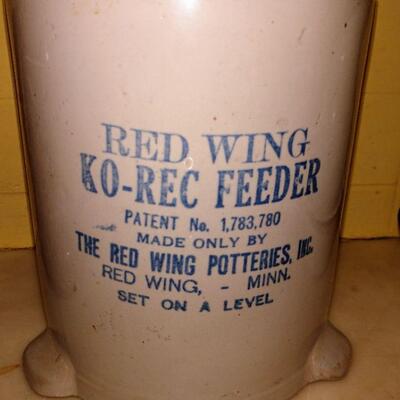 RED WING
KO-REC FEEDER
PATENT No. 1,783,780
MADE ONLY BY
THE RED WING POTTERIES, INC.
RED WING, - MINN.
SET ON A LEVEL